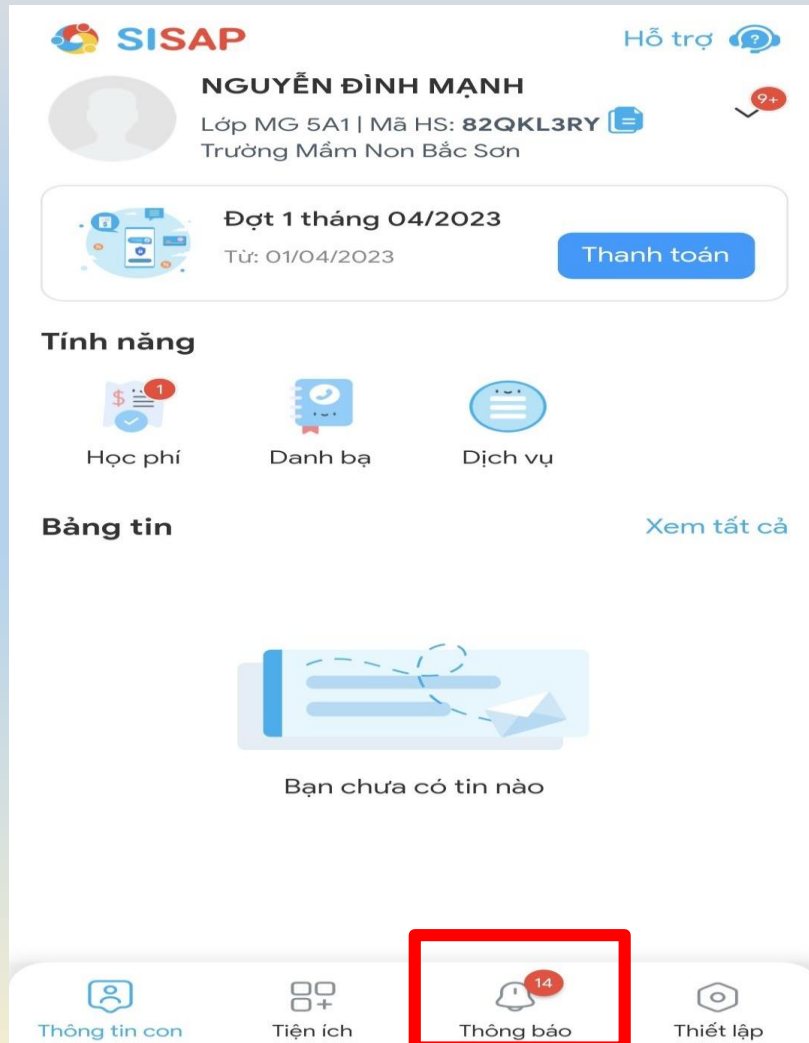 SISAP
Hỗ trợ
NGUYỄN ĐÌNH MẠNH
9+
Lớp MG 5A1 | Mã HS: 82QKL3RY
Trường Mầm Non Bắc Sơn
Đợt 1 tháng 04/2023
Từ: 01/04/2023
Thanh toán
Tính năng
1
Học phí
Danh bạ
Dịch vụ
Bảng tin
Xem tất cả
Bạn chưa có tin nào
14
Thông tin con
Tiện ích
Thông báo
Thiết lập